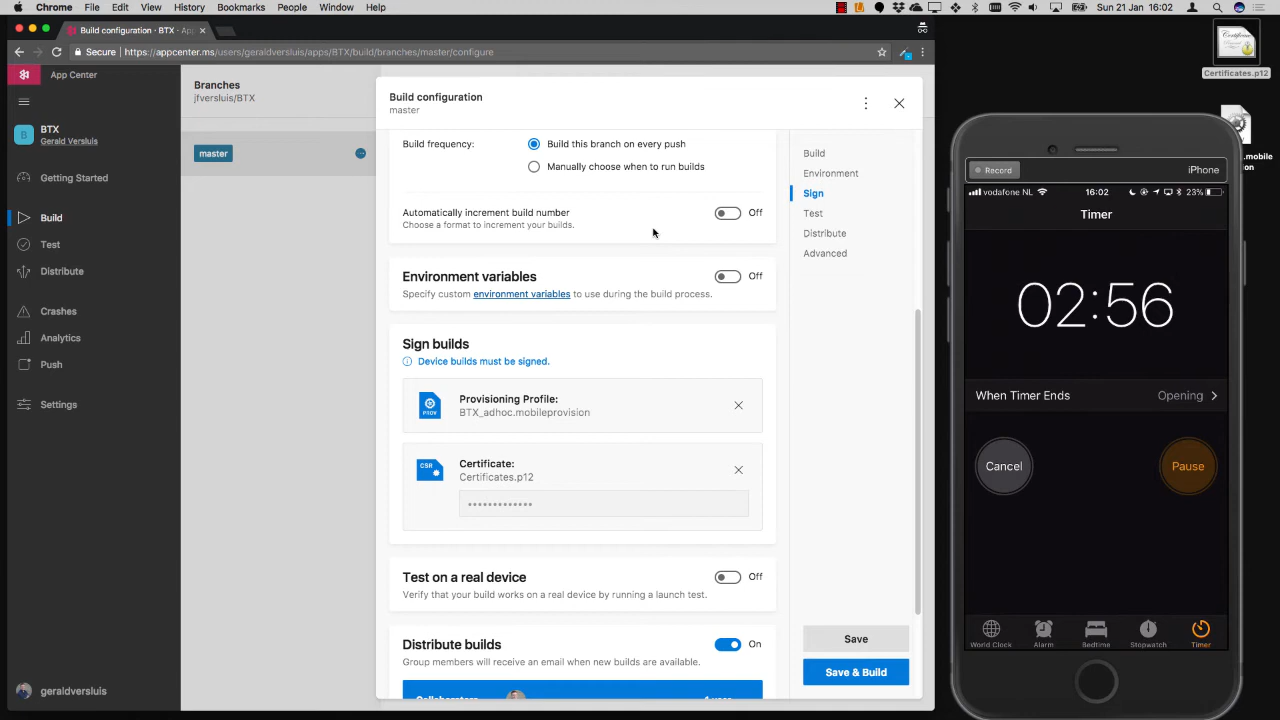 Chrome File Edit View History Bookmarks People Window Help
Sun 21 Jan 16:02
Build configuration · BTX · App
Secure https://appcenter.ms/users/geraldversluis/apps/BTX/build/branches/master/configure
Certificates.p12
.mobile
App Center
Branches
jfversluis/BTX
BTX
Gerald Versluis
master
Getting Started
Build
Test
Distribute
Crashes
Analytics
Push
Settings
geraldversluis
Build configuration
master
Build frequency:
Build this branch on every push
Manually choose when to run builds
Automatically increment build number
Off
Choose a format to increment your builds.
Environment variables
Off
Specify custom environment variables to use during the build process.
Sign builds
Device builds must be signed.
PROV
Provisioning Profile:
BTX_adhoc.mobileprovision
CSR
Certificate:
Certificates.p12
Test on a real device
Off
Verify that your build works on a real device by running a launch test.
Distribute builds
On
Group members will receive an email when new builds are available.
Build
Environment
Sign
Test
Distribute
Advanced
Save
Save & Build
Record
iPhone
vodafone NL
16:02
23%
Timer
02:56
When Timer Ends
Opening
Cancel
Pause
World Clock
Alarm
Bedtime
Stopwatch
Timer